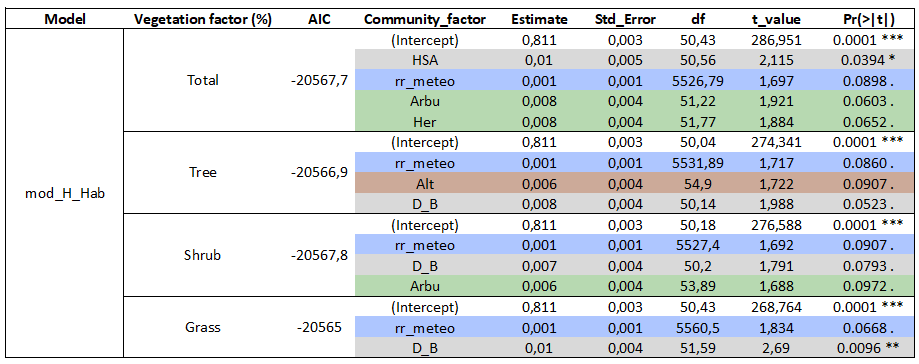 Model Vegetation factor (%) AIC Community_factor Estimate Std_Error df t_value Pr(>|t|)
mod_H_Hab
Total -20567,7
(Intercept) 0,811 0,003 50,43 286,951 0.0001 ***
HSA 0,01 0,005 50,56 2,115 0.0394 *
rr_meteo 0,001 0,001 5526,79 1,697 0.0898 .
Arbu 0,008 0,004 51,22 1,921 0.0603 .
Her 0,008 0,004 51,77 1,884 0.0652 .
Tree -20566,9
(Intercept) 0,811 0,003 50,04 274,341 0.0001 ***
rr_meteo 0,001 0,001 5531,89 1,717 0.0860 .
Alt 0,006 0,004 54,9 1,722 0.0907 .
D_B 0,008 0,004 50,14 1,988 0.0523 .
Shrub -20567,8
(Intercept) 0,811 0,003 50,18 276,588 0.0001 ***
rr_meteo 0,001 0,001 5527,4 1,692 0.0907 .
D_B 0,007 0,004 50,2 1,791 0.0793 .
Arbu 0,006 0,004 53,89 1,688 0.0972 .
Grass -20565
(Intercept) 0,811 0,003 50,43 268,764 0.0001 ***
rr_meteo 0,001 0,001 5560,5 1,834 0.0668 .
D_B 0,01 0,004 51,59 2,69 0.0096 **